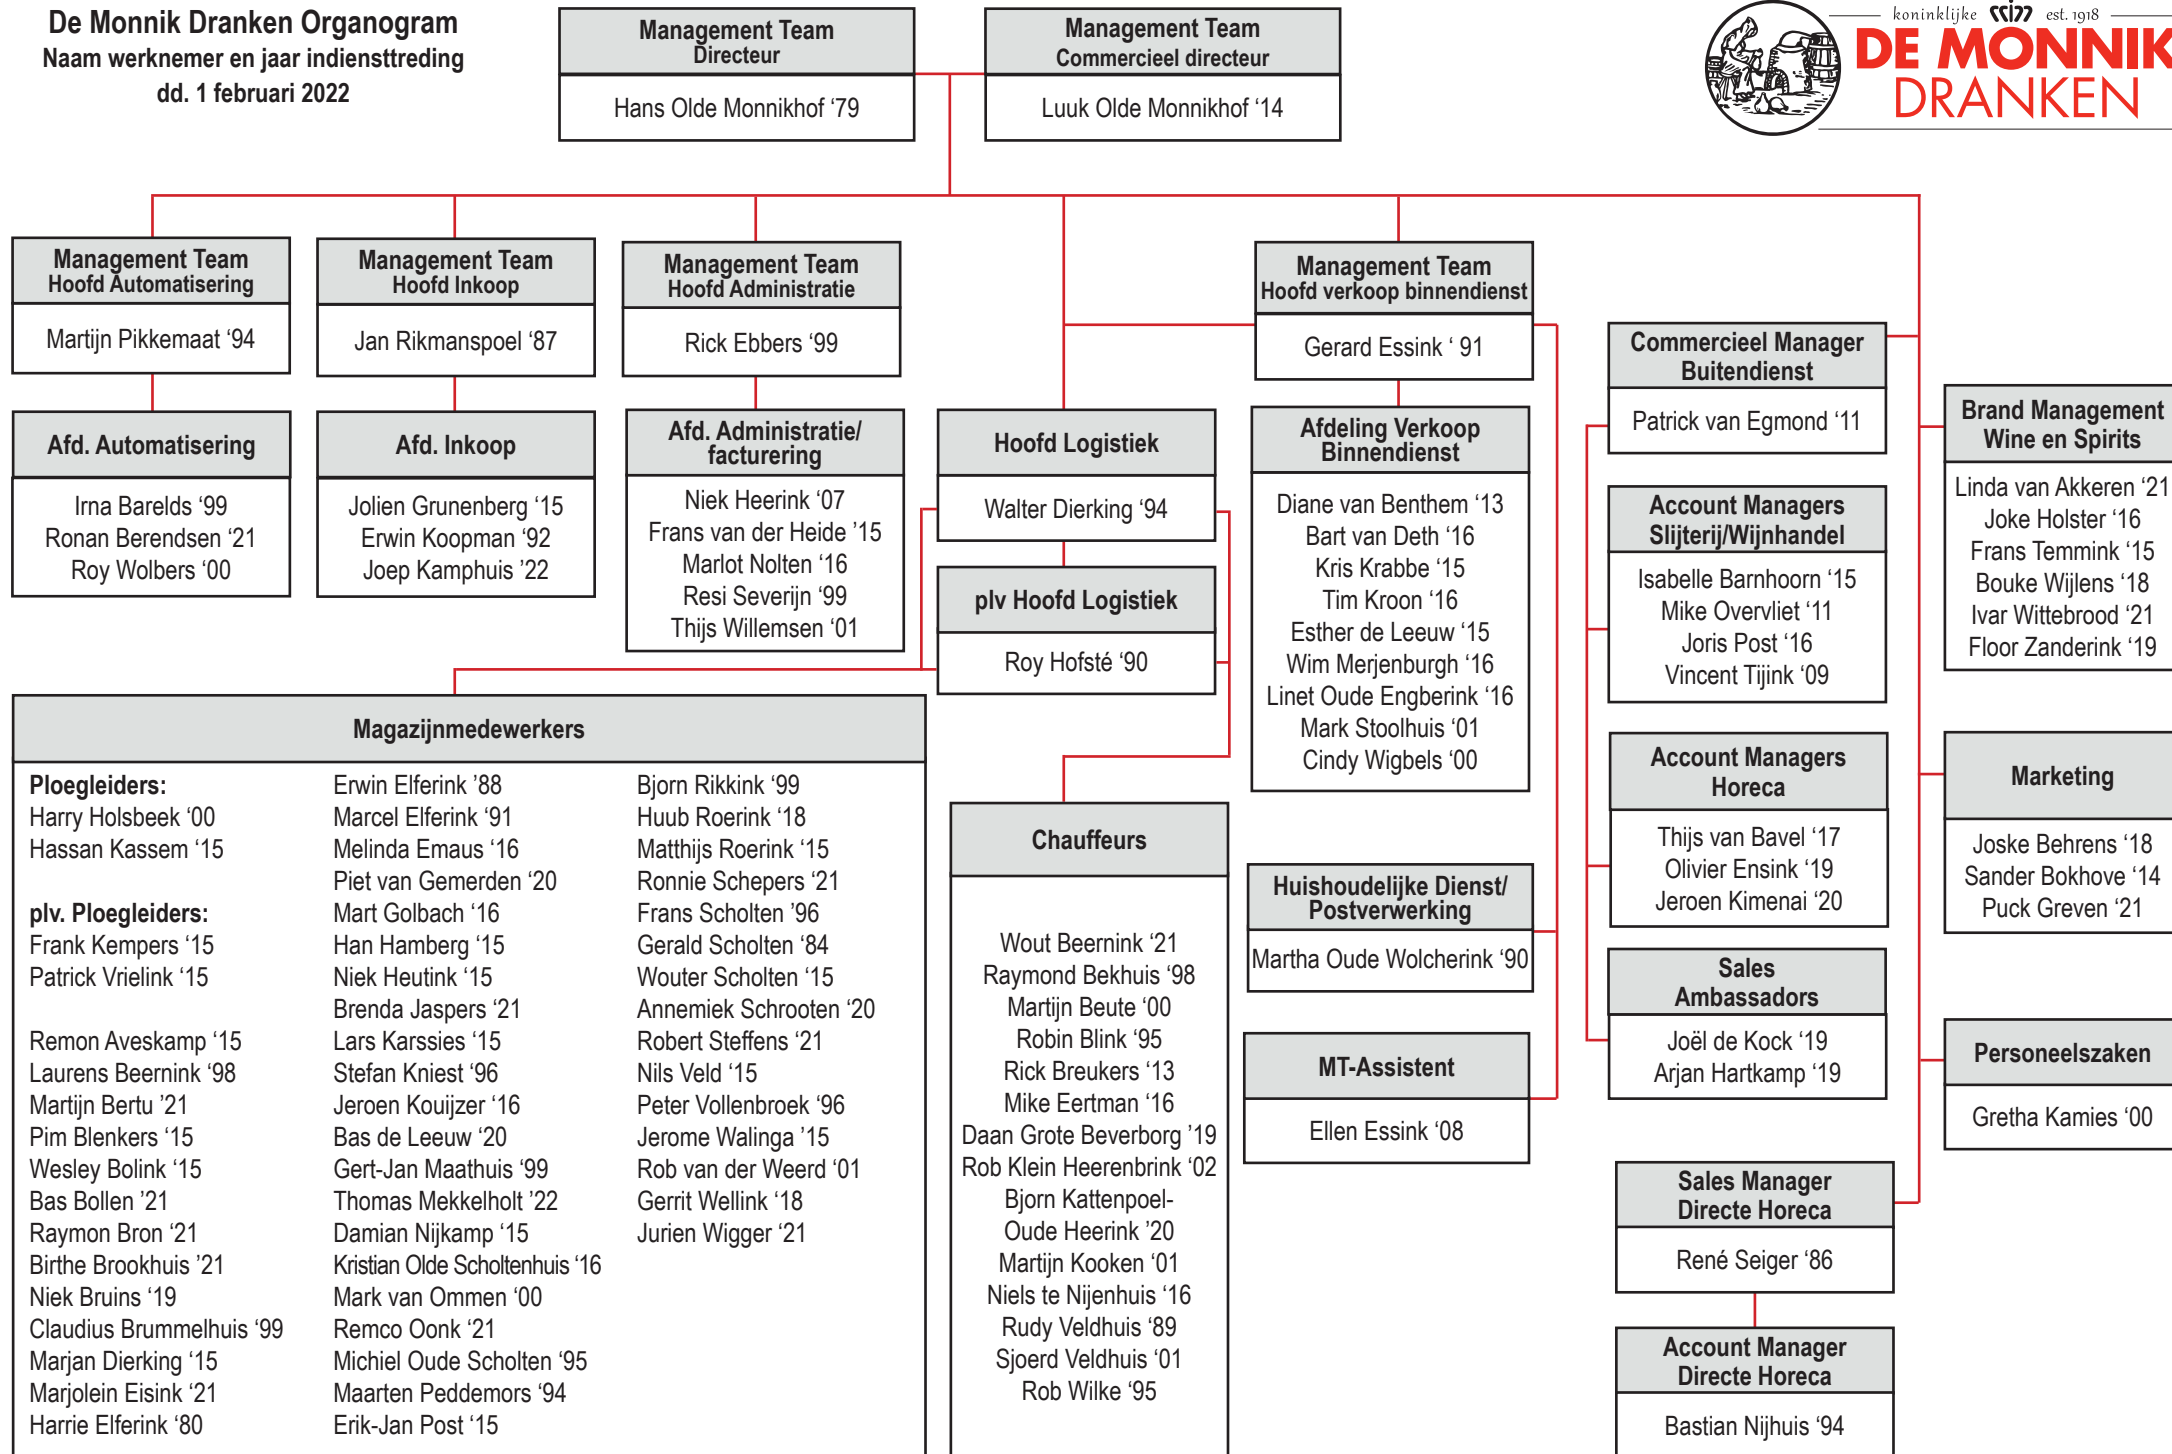 De Monnik Dranken Organogram
Naam werknemer en jaar indiensttreding
dd. 1 februari 2022
Management Team
Directeur
Hans Olde Monnikhof ‘79
Management Team
Commercieel directeur
Luuk Olde Monnikhof ‘14
koninklijke est. 1918
DE MONNIK
DRANKEN
Management Team
Hoofd Automatisering
Martijn Pikkemaat ‘94
Management Team
Hoofd Inkoop
Jan Rikmanspoel ‘87
Management Team
Hoofd Administratie
Rick Ebbers ‘99
Management Team
Hoofd verkoop binnendienst
Gerard Essink ‘ 91
Afd. Automatisering
Irna Barelds ‘99
Ronan Berendsen ‘21
Roy Wolbers ‘00
Afd. Inkoop
Jolien Grunenberg ‘15
Erwin Koopman ‘92
Joep Kamphuis ’22
Afd. Administratie/
facturering
Niek Heerink ‘07
Frans van der Heide ’15
Marlot Nolten ‘16
Resi Severijn ‘99
Thijs Willemsen ‘01
Hoofd Logistiek
Walter Dierking ‘94
plv Hoofd Logistiek
Roy Hofsté ‘90
Afdeling Verkoop
Binnendienst
Diane van Benthem ‘13
Bart van Deth ‘16
Kris Krabbe ‘15
Tim Kroon ‘16
Esther de Leeuw ‘15
Wim Merjenburgh ‘16
Linet Oude Engberink ‘16
Mark Stoolhuis ‘01
Cindy Wigbels ‘00
Commercieel Manager
Buitendienst
Patrick van Egmond ‘11
Account Managers
Slijterij/Wijnhandel
Isabelle Barnhoorn ‘15
Mike Overvliet ‘11
Joris Post ‘16
Vincent Tijink ‘09
Account Managers
Horeca
Thijs van Bavel ‘17
Olivier Ensink ‘19
Jeroen Kimenai ‘20
Sales
Ambassadors
Joël de Kock ‘19
Arjan Hartkamp ‘19
Brand Management
Wine en Spirits
Linda van Akkeren ‘21
Joke Holster ‘16
Frans Temmink ‘15
Bouke Wijlens ‘18
Ivar Wittebrood ‘21
Floor Zanderink ‘19
Marketing
Joske Behrens ‘18
Sander Bokhove ‘14
Puck Greven ‘21
Personeelszaken
Gretha Kamies ‘00
Sales Manager
Directe Horeca
René Seiger ‘86
Account Manager
Directe Horeca
Bastian Nijhuis ‘94
Huishoudelijke Dienst/
Postverwerking
Martha Oude Wolcherink ‘90
MT-Assistent
Ellen Essink ‘08
Magazijnmedewerkers
Ploegleiders:
Harry Holsbeek ‘00
Hassan Kassem ‘15
plv. Ploegleiders:
Frank Kempers ‘15
Patrick Vrielink ‘15
Remon Aveskamp ‘15
Laurens Beernink ‘98
Martijn Bertu ’21
Pim Blenkers ‘15
Wesley Bolink ‘15
Bas Bollen ‘21
Raymon Bron ‘21
Birthe Brookhuis ’21
Niek Bruins ‘19
Claudius Brummelhuis ‘99
Marjan Dierking ‘15
Marjolein Eisink ‘21
Harrie Elferink ‘80
Erwin Elferink ’88
Marcel Elferink ‘91
Melinda Emaus ‘16
Piet van Gemerden ‘20
Mart Golbach ‘16
Han Hamberg ‘15
Niek Heutink ‘15
Brenda Jaspers ‘21
Lars Karssies ‘15
Stefan Kniest ‘96
Jeroen Kouijzer ‘16
Bas de Leeuw ‘20
Gert-Jan Maathuis ‘99
Thomas Mekkelholt ’22
Damian Nijkamp ‘15
Kristian Olde Scholtenhuis ‘16
Mark van Ommen ‘00
Remco Oonk ‘21
Michiel Oude Scholten ‘95
Maarten Peddemors ‘94
Erik-Jan Post ‘15
Bjorn Rikkink ‘99
Huub Roerink ‘18
Matthijs Roerink ‘15
Ronnie Schepers ‘21
Frans Scholten ’96
Gerald Scholten ‘84
Wouter Scholten ‘15
Annemiek Schrooten ‘20
Robert Steffens ‘21
Nils Veld ‘15
Peter Vollenbroek ‘96
Jerome Walinga ‘15
Rob van der Weerd ‘01
Gerrit Wellink ‘18
Jurien Wigger ‘21
Chauffeurs
Wout Beernink ‘21
Raymond Bekhuis ‘98
Martijn Beute ‘00
Robin Blink ‘95
Rick Breukers ‘13
Mike Eertman ‘16
Daan Grote Beverborg ’19
Rob Klein Heerenbrink ‘02
Bjorn Kattenpoel-
Oude Heerink ‘20
Martijn Kooken ‘01
Niels te Nijenhuis ‘16
Rudy Veldhuis ‘89
Sjoerd Veldhuis ‘01
Rob Wilke ‘95